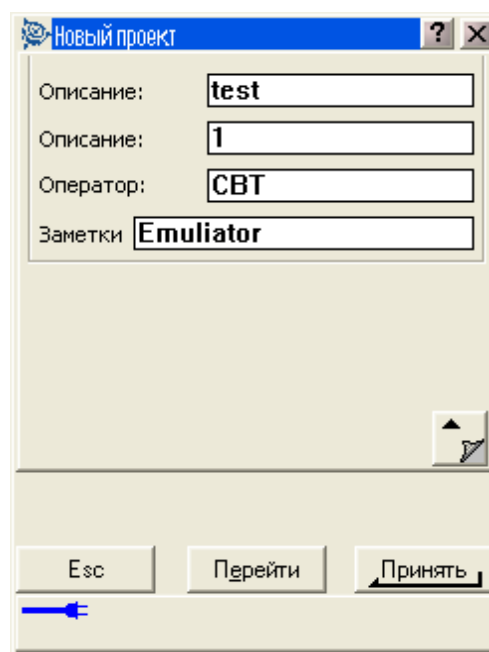 Новый проект ? X
Описание: test
Описание: 1
Оператор: CBT
Заметки Emuliator
Esc Перейти Принять